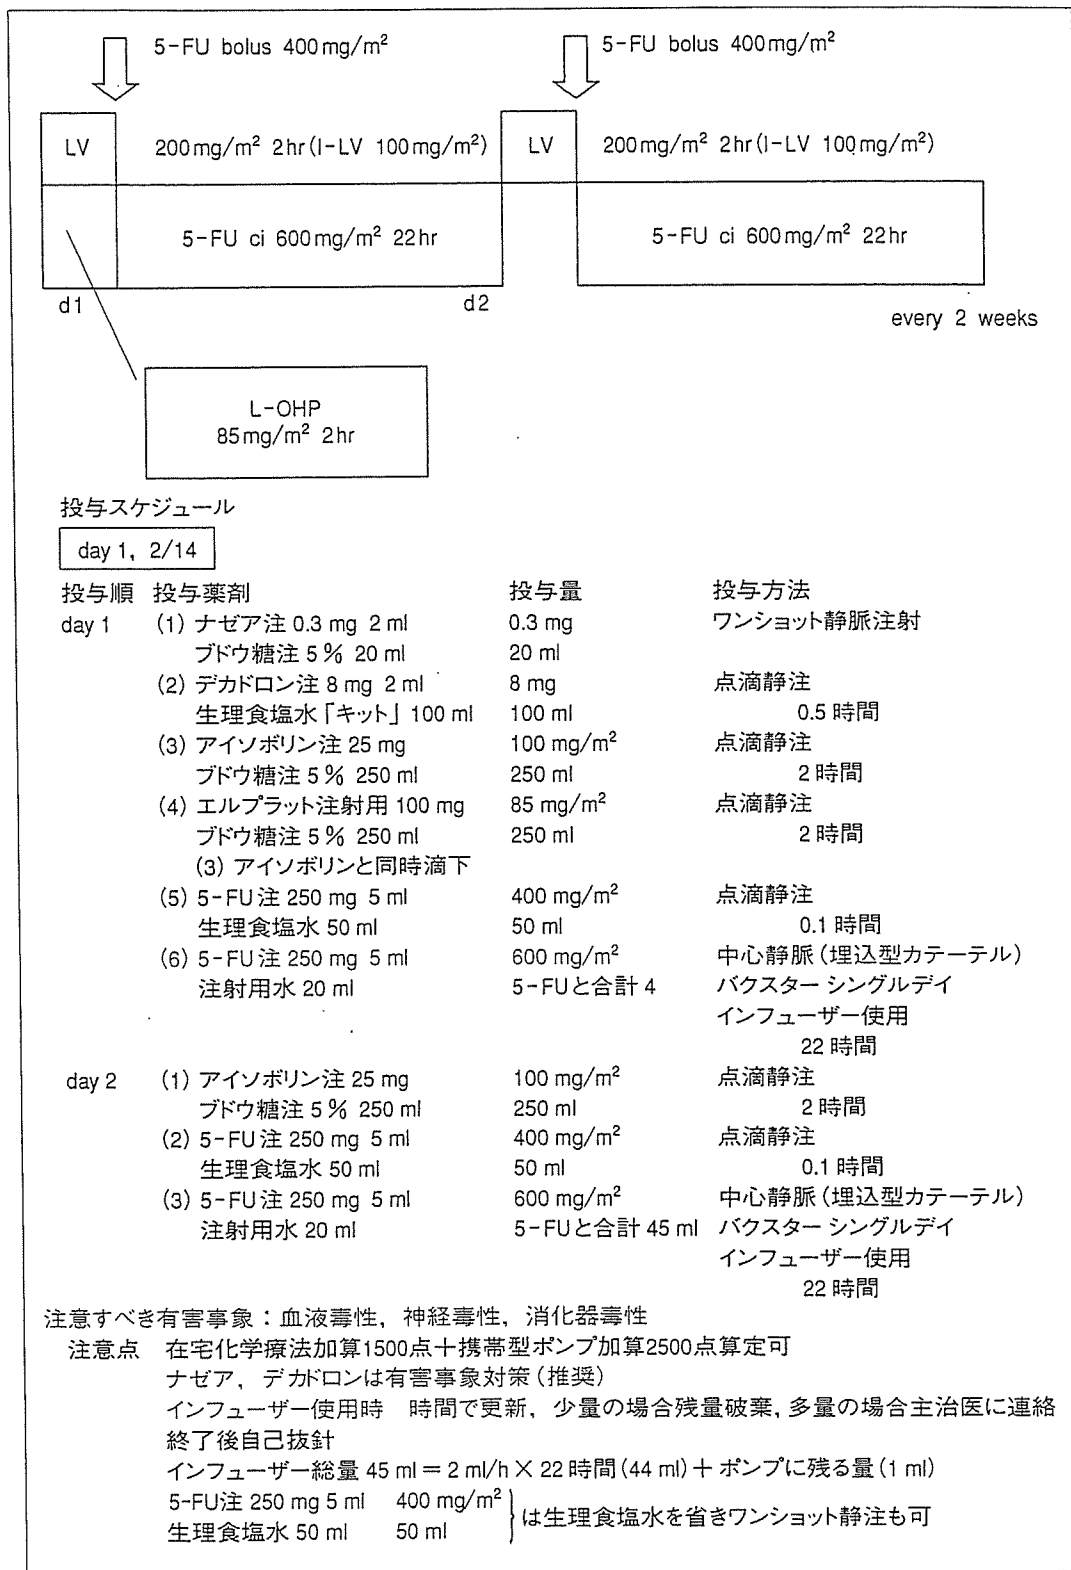 5-FU bolus 400mg/m² 5-FU bolus 400mg/m²
LV 200mg/m² 2hr(l-LV 100mg/m²) LV 200mg/m² 2hr(l-LV 100mg/m²)
5-FU ci 600mg/m² 22hr 5-FU ci 600mg/m² 22hr
d1 d2
every 2 weeks
L-OHP
85mg/m² 2hr
投与スケジュール
day 1, 2/14
投与順 投与薬剤 投与量 投与方法
day 1 (1) ナゼア注 0.3 mg 2 ml 0.3 mg ワンショット静脈注射
ブドウ糖注 5% 20 ml 20 ml
(2) デカドロン注 8 mg 2 ml 8 mg 点滴静注
生理食塩水「キット」100 ml 100 ml 0.5 時間
(3) アイソボリン注 25 mg 100 mg/m² 点滴静注
ブドウ糖注 5% 250 ml 250 ml 2 時間
(4) エルプラット注射用 100 mg 85 mg/m² 点滴静注
ブドウ糖注 5% 250 ml 250 ml 2 時間
(3) アイソボリンと同時滴下
(5) 5-FU注 250 mg 5 ml 400 mg/m² 点滴静注
生理食塩水 50 ml 50 ml 0.1 時間
(6) 5-FU注 250 mg 5 ml 600 mg/m² 中心静脈(埋込型カテーテル)
注射用水 20 ml 5-FUと合計 4 バクスター シングルデイ
インフューザー使用
22 時間
day 2 (1) アイソボリン注 25 mg 100 mg/m² 点滴静注
ブドウ糖注 5% 250 ml 250 ml 2 時間
(2) 5-FU注 250 mg 5 ml 400 mg/m² 点滴静注
生理食塩水 50 ml 50 ml 0.1 時間
(3) 5-FU注 250 mg 5 ml 600 mg/m² 中心静脈(埋込型カテーテル)
注射用水 20 ml 5-FUと合計 45 ml バクスター シングルデイ
インフューザー使用
22 時間
注意すべき有害事象:血液毒性,神経毒性,消化器毒性
注意点 在宅化学療法加算1500点十携帯型ポンプ加算2500点算定可
ナゼア,デカドロンは有害事象対策(推奨)
インフューザー使用時 時間で更新,少量の場合残量破棄,多量の場合主治医に連絡
終了後自己抜針
インフューザー総量 45 ml=2 ml/h×22 時間(44 ml)+ポンプに残る量(1 ml)
5-FU注 250 mg 5 ml 400 mg/m²
生理食塩水 50 ml 50 ml は生理食塩水を省きワンショット静注も可